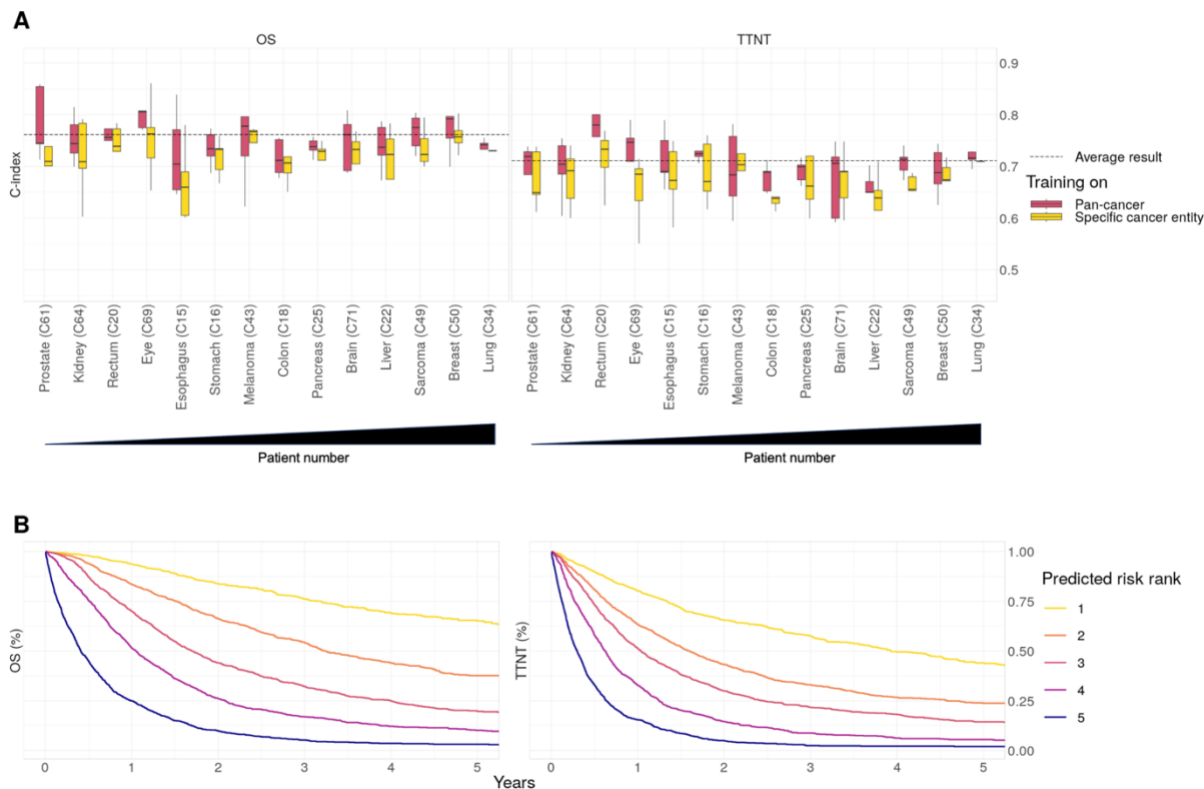 A
OS
TTNT
C-index
0.9
0.8
0.7
0.6
0.5
Average result
Training on
Pan-cancer
Specific cancer entity
Prostate (C61)
Kidney (C64)
Rectum (C20)
Eye (C69)
Esophagus (C15)
Stomach (C16)
Melanoma (C43)
Colon (C18)
Pancreas (C25)
Brain (C71)
Liver (C22)
Sarcoma (C49)
Breast (C50)
Lung (C34)
Prostate (C61)
Kidney (C64)
Rectum (C20)
Eye (C69)
Esophagus (C15)
Stomach (C16)
Melanoma (C43)
Colon (C18)
Pancreas (C25)
Brain (C71)
Liver (C22)
Sarcoma (C49)
Breast (C50)
Lung (C34)
Patient number
Patient number
B
OS (%)
TTNT (%)
1.00
0.75
0.50
0.25
0.00
Predicted risk rank
1
2
3
4
5
0 1 2 3 4 5
0 1 2 3 4 5
Years